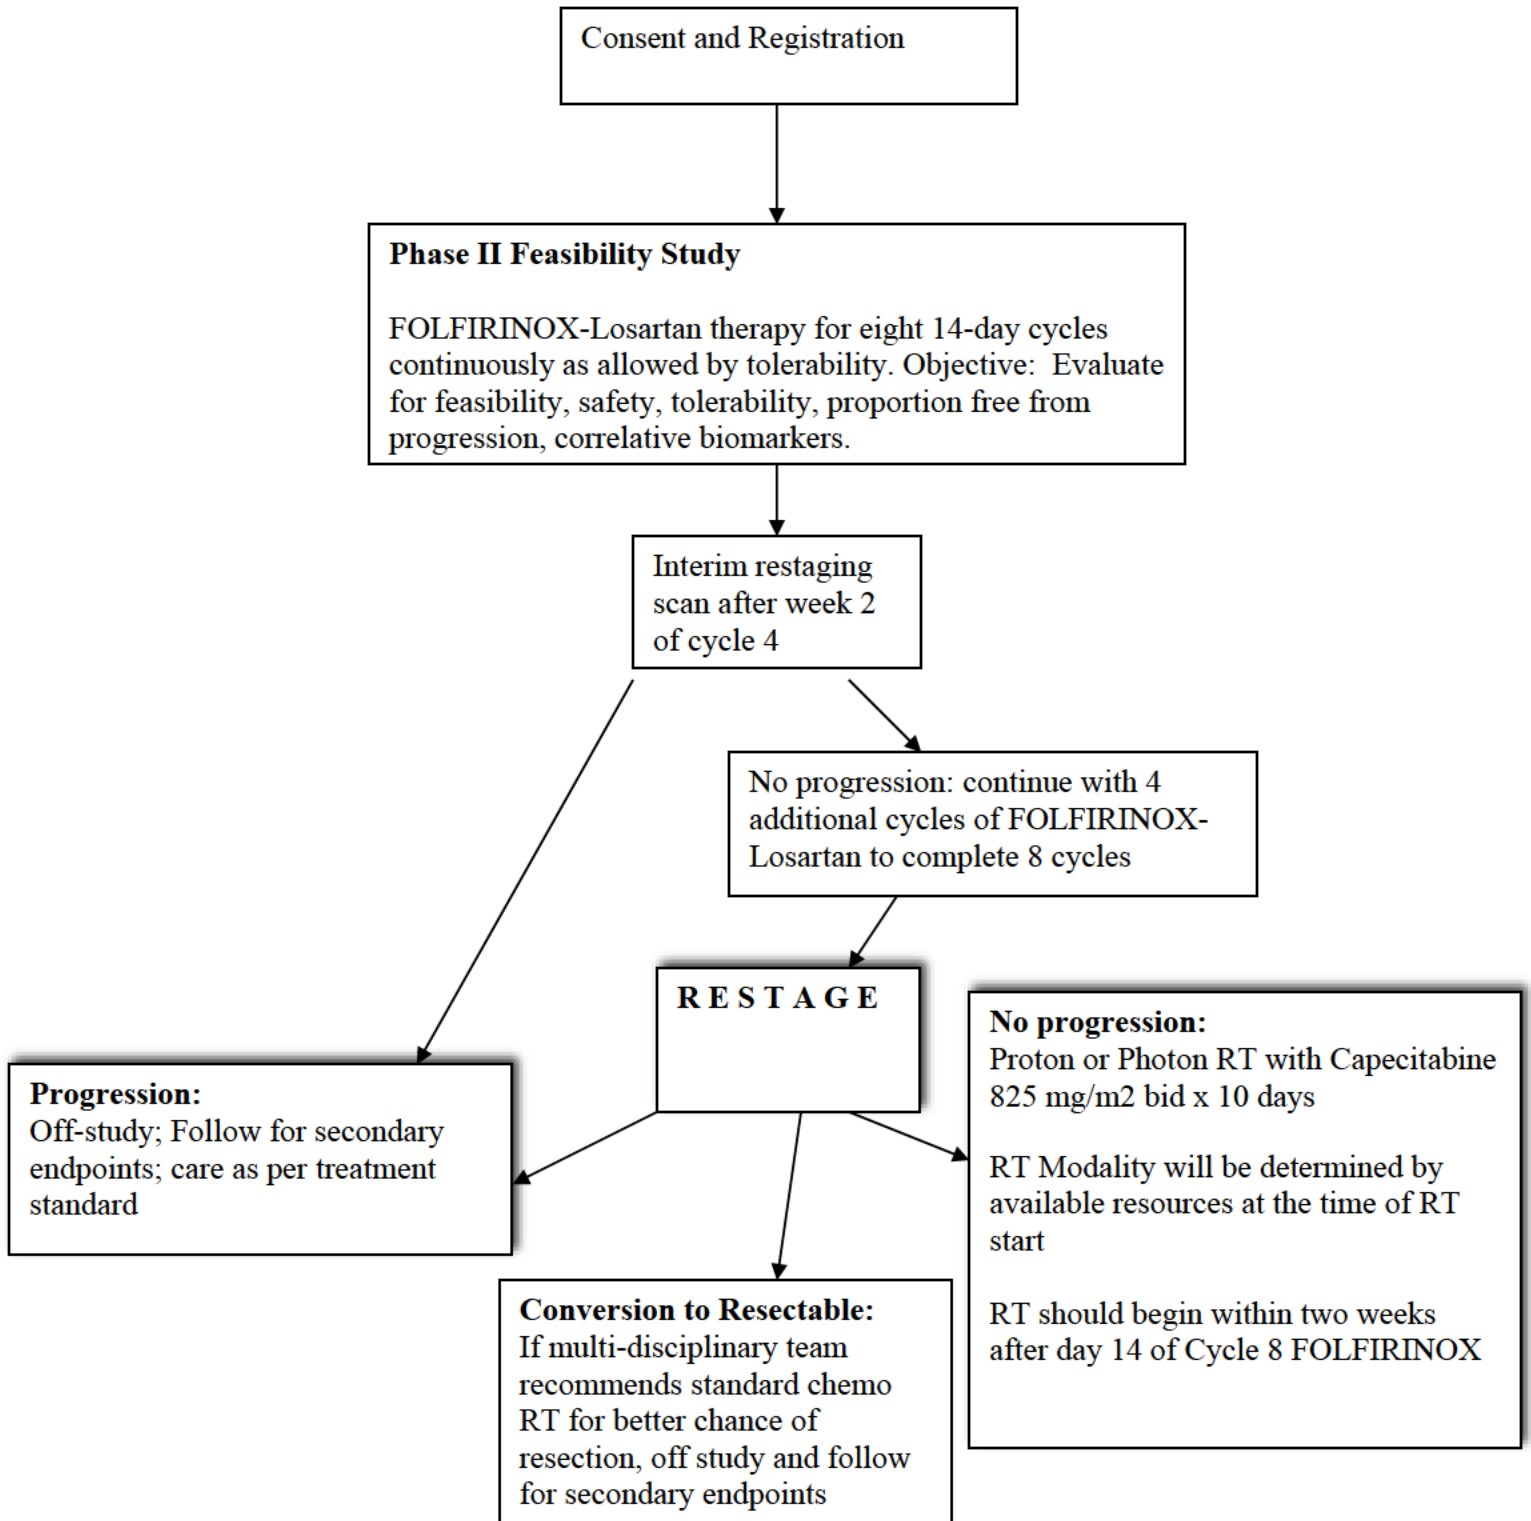 Consent and Registration
Phase II Feasibility Study
FOLFIRINOX-Losartan therapy for eight 14-day cycles
continuously as allowed by tolerability. Objective:  Evaluate
for feasibility, safety, tolerability, proportion free from
progression, correlative biomarkers.
Interim restaging
scan after week 2
of cycle 4
No progression: continue with 4
additional cycles of FOLFIRINOX-
Losartan to complete 8 cycles
R E S T A G E
Progression:
Off-study; Follow for secondary
endpoints; care as per treatment
standard
Conversion to Resectable:
If multi-disciplinary team
recommends standard chemo
RT for better chance of
resection, off study and follow
for secondary endpoints
No progression:
Proton or Photon RT with Capecitabine
825 mg/m2 bid x 10 days
RT Modality will be determined by
available resources at the time of RT
start
RT should begin within two weeks
after day 14 of Cycle 8 FOLFIRINOX